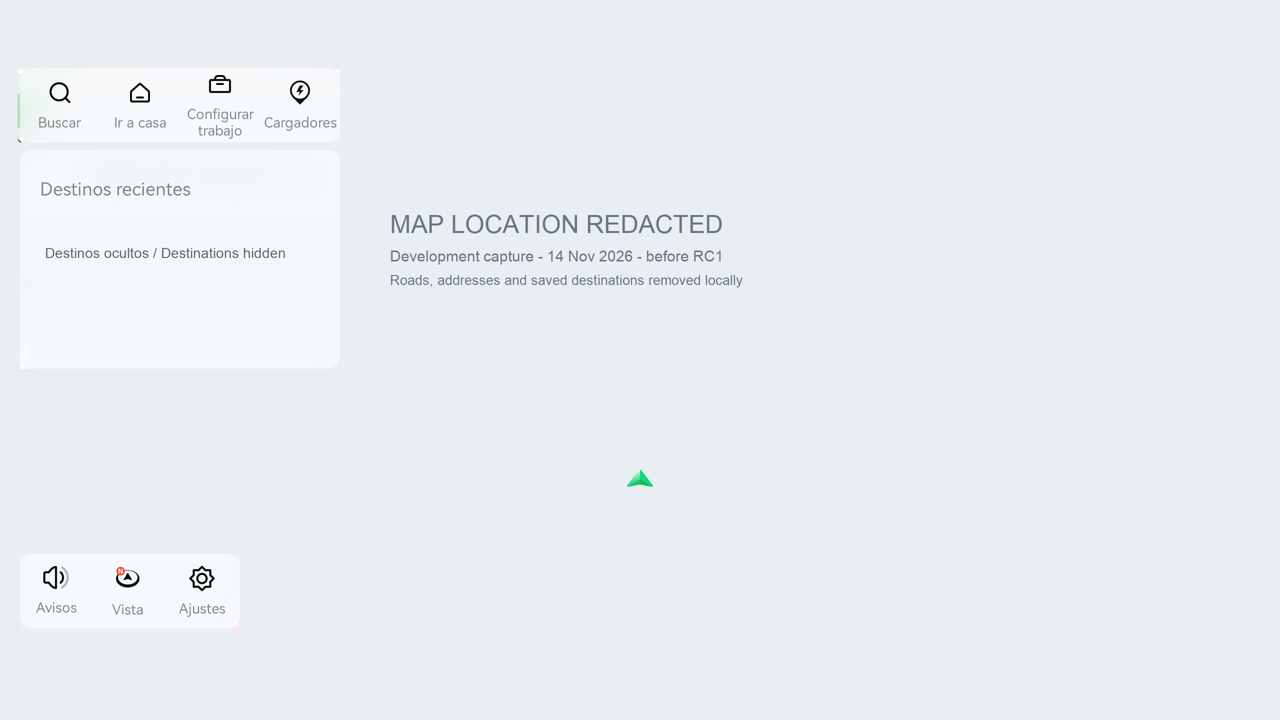 Buscar
Ir a casa
Configurar
trabajo
Cargadores
Destinos recientes
Destinos ocultos / Destinations hidden
MAP LOCATION REDACTED
Development capture - 14 Nov 2026 - before RC1
Roads, addresses and saved destinations removed locally
N
Avisos
Vista
Ajustes